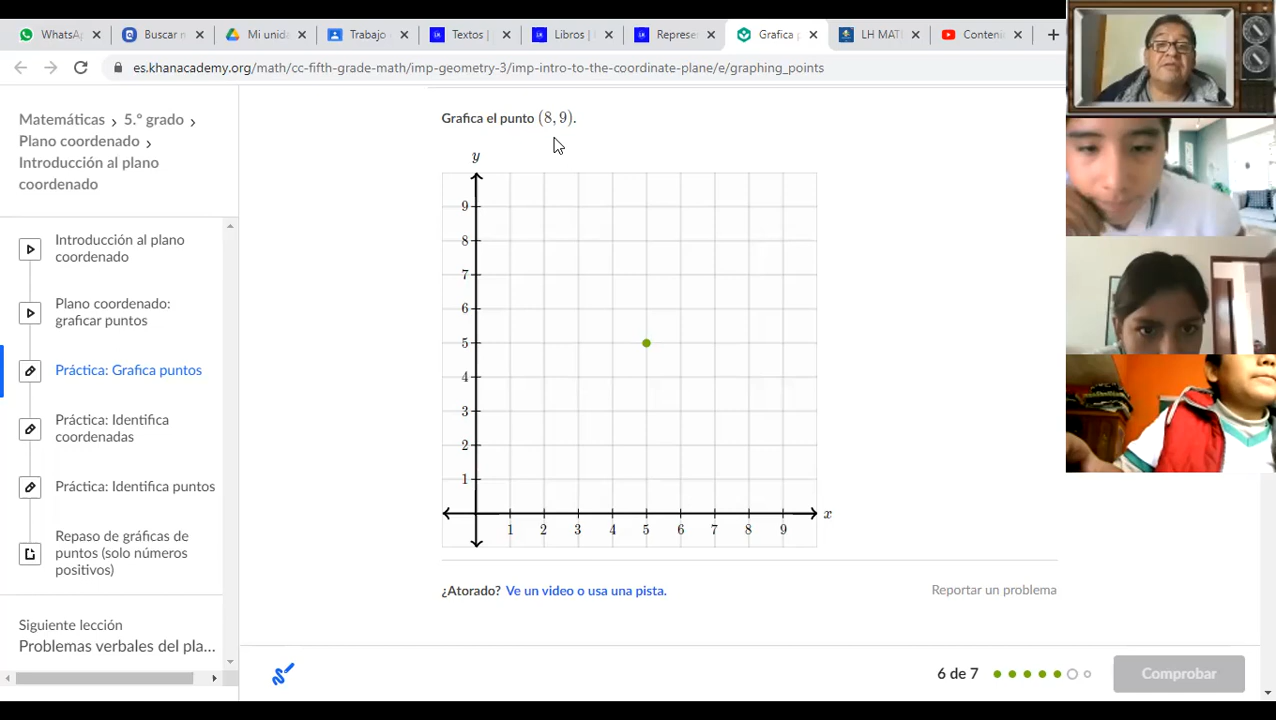 WhatsA
Buscar
Mi unida
Trabajo
Textos
Libros
Represe
Grafica
LH MAT
Conteni
es.khanacademy.org/math/cc-fifth-grade-math/imp-geometry-3/imp-intro-to-the-coordinate-plane/e/graphing_points
Matemáticas > 5.º grado >
Plano coordenado >
Introducción al plano
coordenado
Introducción al plano
coordenado
Plano coordenado:
graficar puntos
Práctica: Grafica puntos
Práctica: Identifica
coordenadas
Práctica: Identifica puntos
Repaso de gráficas de
puntos (solo números
positivos)
Siguiente lección
Problemas verbales del pla...
Grafica el punto (8, 9).
y
9
8
7
6
5
4
3
2
1
x
1 2 3 4 5 6 7 8 9
¿Atorado? Ve un video o usa una pista.
Reportar un problema
6 de 7
Comprobar